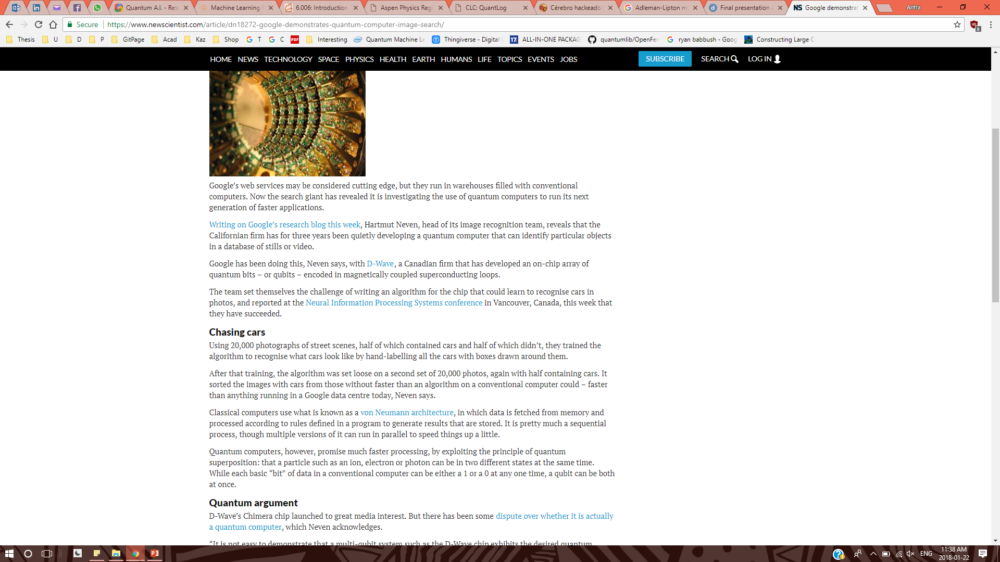 Quantum A.I. - Res
Machine Learning F
6.006: Introduction
Aspen Physics Reg
CLC: QuantLog
Cérebro hackeado
Adleman-Lipton m
Final presentation
NS Google demonstra
Aritra
Secure
https://www.newscientist.com/article/dn18272-google-demonstrates-quantum-computer-image-search/
8
Thesis
U
D
P
GitPage
Acad
Kaz
Shop
T
C
PDF
Interesting
Quantum Machine Le
Thingiverse - Digital
17. ALL-IN-ONE PACKAG
quantumlib/OpenFer
ryan babbush - Goog
Constructing Large C
HOME NEWS TECHNOLOGY SPACE PHYSICS HEALTH EARTH HUMANS LIFE TOPICS EVENTS JOBS
SUBSCRIBE
SEARCH
LOG IN
Google’s web services may be considered cutting edge, but they run in warehouses filled with conventional
computers. Now the search giant has revealed it is investigating the use of quantum computers to run its next
generation of faster applications.
Writing on Google’s research blog this week, Hartmut Neven, head of its image recognition team, reveals that the
Californian firm has for three years been quietly developing a quantum computer that can identify particular objects
in a database of stills or video.
Google has been doing this, Neven says, with D-Wave, a Canadian firm that has developed an on-chip array of
quantum bits – or qubits – encoded in magnetically coupled superconducting loops.
The team set themselves the challenge of writing an algorithm for the chip that could learn to recognise cars in
photos, and reported at the Neural Information Processing Systems conference in Vancouver, Canada, this week that
they have succeeded.
Chasing cars
Using 20,000 photographs of street scenes, half of which contained cars and half of which didn’t, they trained the
algorithm to recognise what cars look like by hand-labelling all the cars with boxes drawn around them.
After that training, the algorithm was set loose on a second set of 20,000 photos, again with half containing cars. It
sorted the images with cars from those without faster than an algorithm on a conventional computer could – faster
than anything running in a Google data centre today, Neven says.
Classical computers use what is known as a von Neumann architecture, in which data is fetched from memory and
processed according to rules defined in a program to generate results that are stored. It is pretty much a sequential
process, though multiple versions of it can run in parallel to speed things up a little.
Quantum computers, however, promise much faster processing, by exploiting the principle of quantum
superposition: that a particle such as an ion, electron or photon can be in two different states at the same time.
While each basic “bit” of data in a conventional computer can be either a 1 or a 0 at any one time, a qubit can be both
at once.
Quantum argument
D-Wave’s Chimera chip launched to great media interest. But there has been some dispute over whether it is actually
a quantum computer, which Neven acknowledges.
“It is not easy to demonstrate that a multi-qubit system such as the D-Wave chip exhibits the desired quantum
ENG
11:38 AM
2018-01-22